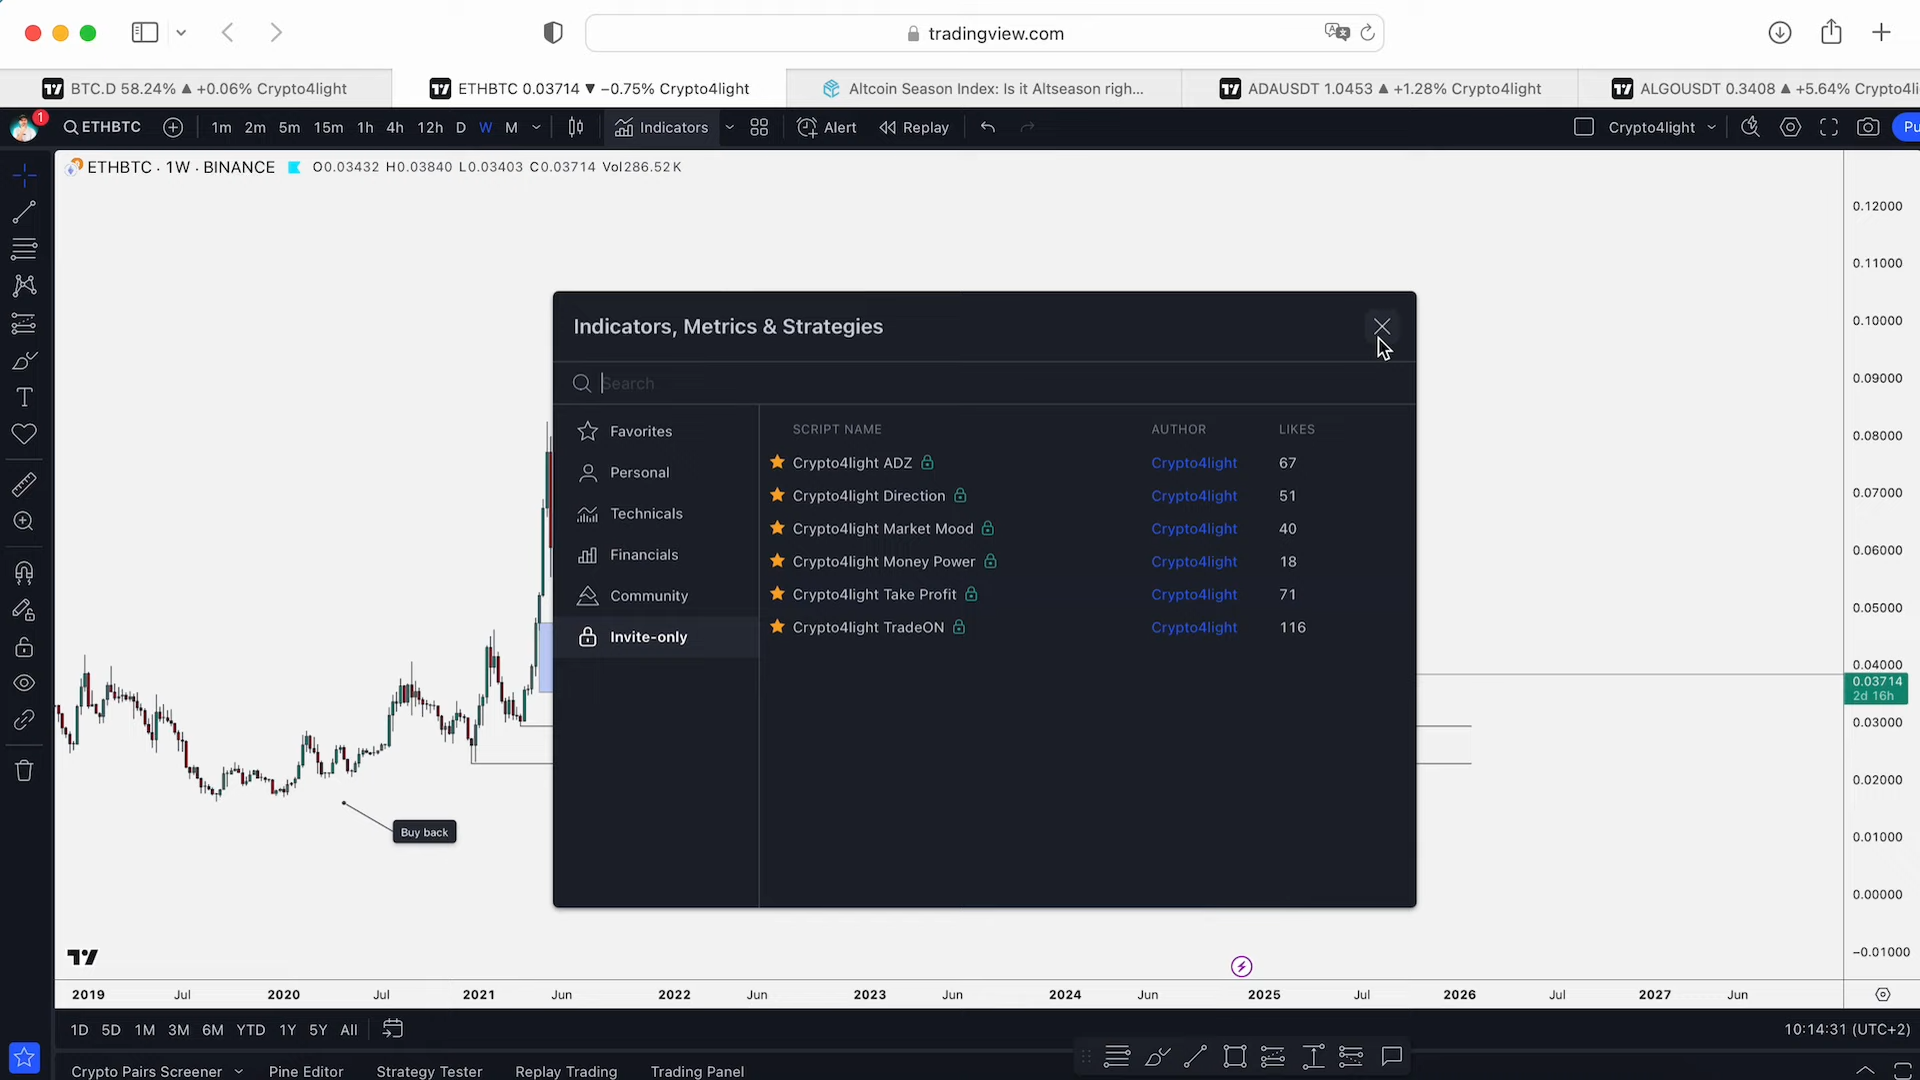 tradingview.com
BTC.D 58.24% ▲ +0.06% Crypto4light
ETHBTC 0.03714 ▼ −0.75% Crypto4light
Altcoin Season Index: Is it Altseason righ...
ADAUSDT 1.0453 ▲ +1.28% Crypto4light
ALGOUSDT 0.3408 ▲ +5.64% Crypto4li
1
ETHBTC
1m 2m 5m 15m 1h 4h 12h D W M
Indicators
Alert
Replay
Crypto4light
Pu
ETHBTC · 1W · BINANCE
O0.03432 H0.03840 L0.03403 C0.03714 Vol286.52 K
0.12000
0.11000
0.10000
0.09000
0.08000
0.07000
0.06000
0.05000
0.04000
0.03714
2d 16h
0.03000
0.02000
0.01000
0.00000
−0.01000
Indicators, Metrics & Strategies
Search
Favorites
Personal
Technicals
Financials
Community
Invite-only
SCRIPT NAME AUTHOR LIKES
Crypto4light ADZ Crypto4light 67
Crypto4light Direction Crypto4light 51
Crypto4light Market Mood Crypto4light 40
Crypto4light Money Power Crypto4light 18
Crypto4light Take Profit Crypto4light 71
Crypto4light TradeON Crypto4light 116
Buy back
2019 Jul 2020 Jul 2021 Jun 2022 Jun 2023 Jun 2024 Jun 2025 Jul 2026 Jul 2027 Jun
1D 5D 1M 3M 6M YTD 1Y 5Y All
10:14:31 (UTC+2)
Crypto Pairs Screener Pine Editor Strategy Tester Replay Trading Trading Panel